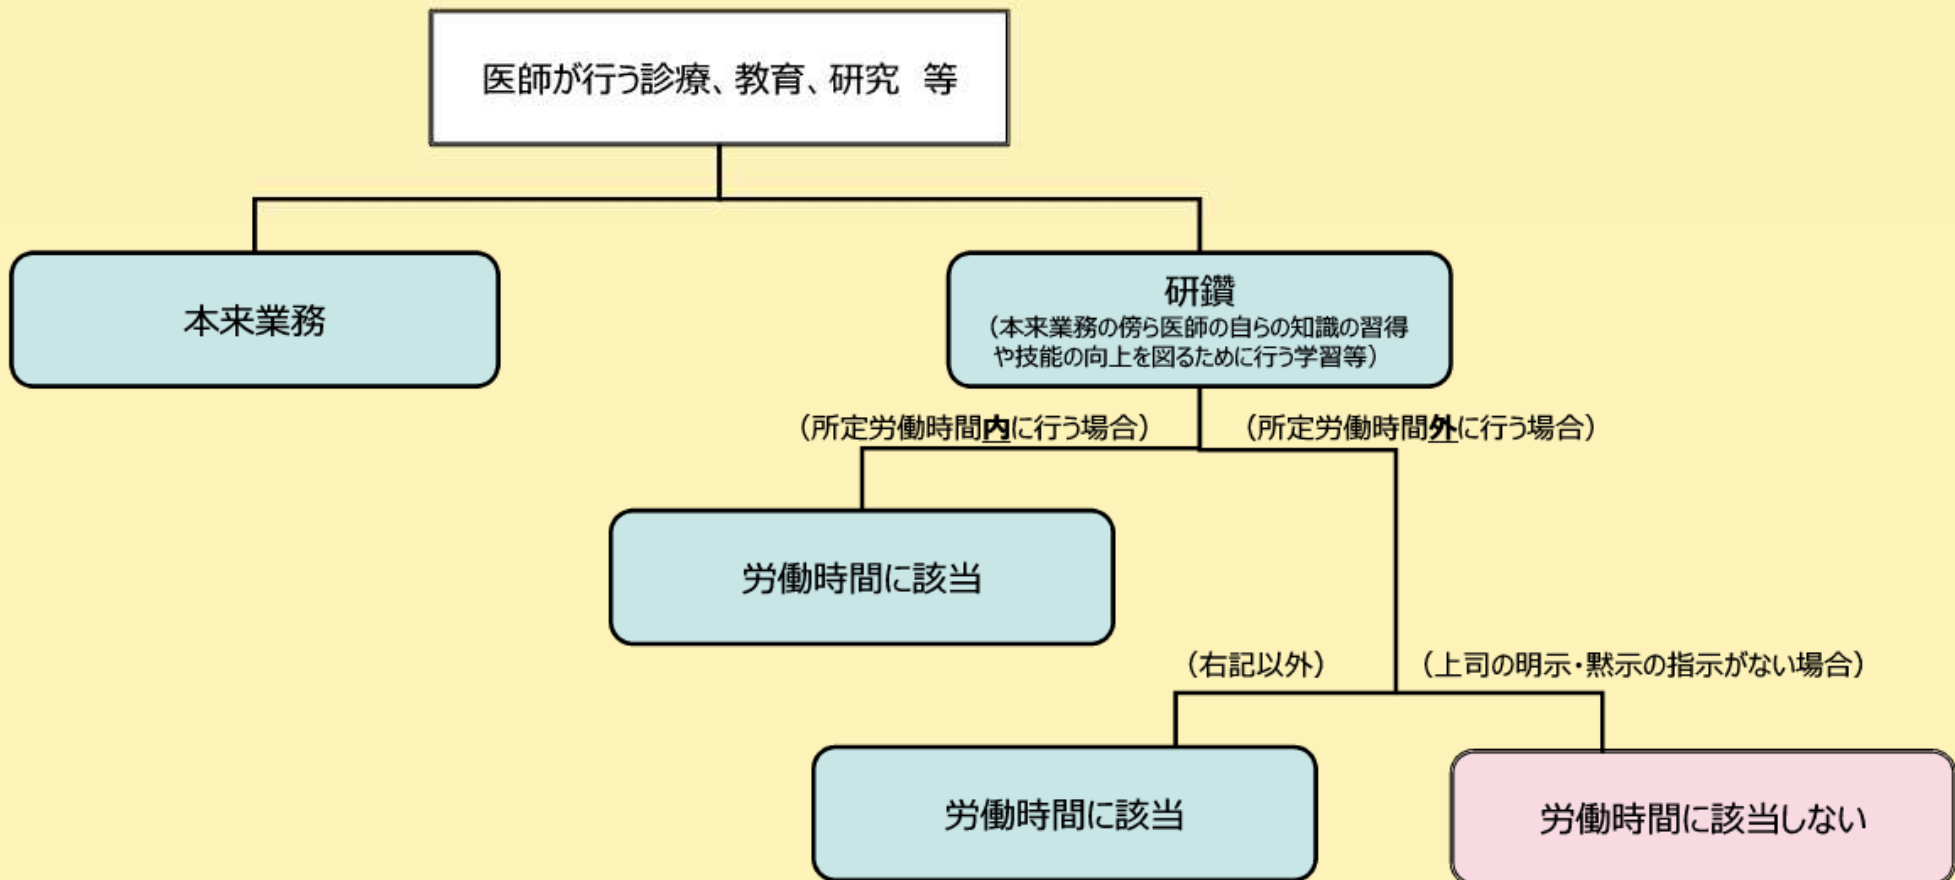 医師が行う診療、教育、研究　等
本来業務
研鑽
（本来業務の傍ら医師の自らの知識の習得
や技能の向上を図るために行う学習等）
（所定労働時間内に行う場合）
（所定労働時間外に行う場合）
労働時間に該当
（右記以外）
（上司の明示・黙示の指示がない場合）
労働時間に該当
労働時間に該当しない